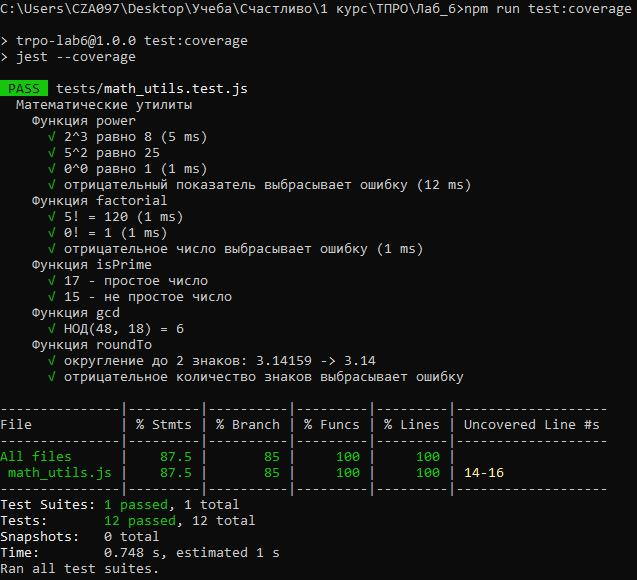 C:\Users\CZA097\Desktop\Учеба\Счастливо\1 курс\ТПРО\Лаб_6>npm run test:coverage
> trpo-lab6@1.0.0 test:coverage
> jest --coverage
PASS tests/math_utils.test.js
Математические утилиты
Функция power
√ 2^3 равно 8 (5 ms)
√ 5^2 равно 25
√ 0^0 равно 1 (1 ms)
√ отрицательный показатель выбрасывает ошибку (12 ms)
Функция factorial
√ 5! = 120 (1 ms)
√ 0! = 1 (1 ms)
√ отрицательное число выбрасывает ошибку (1 ms)
Функция isPrime
√ 17 - простое число
√ 15 - не простое число
Функция gcd
√ НОД(48, 18) = 6
Функция roundTo
√ округление до 2 знаков: 3.14159 -> 3.14
√ отрицательное количество знаков выбрасывает ошибку
---------------|---------|----------|---------|---------|-------------------
File | % Stmts | % Branch | % Funcs | % Lines | Uncovered Line #s
---------------|---------|----------|---------|---------|-------------------
All files | 87.5 | 85 | 100 | 100 |
math_utils.js | 87.5 | 85 | 100 | 100 | 14-16
---------------|---------|----------|---------|---------|-------------------
Test Suites: 1 passed, 1 total
Tests: 12 passed, 12 total
Snapshots: 0 total
Time: 0.748 s, estimated 1 s
Ran all test suites.